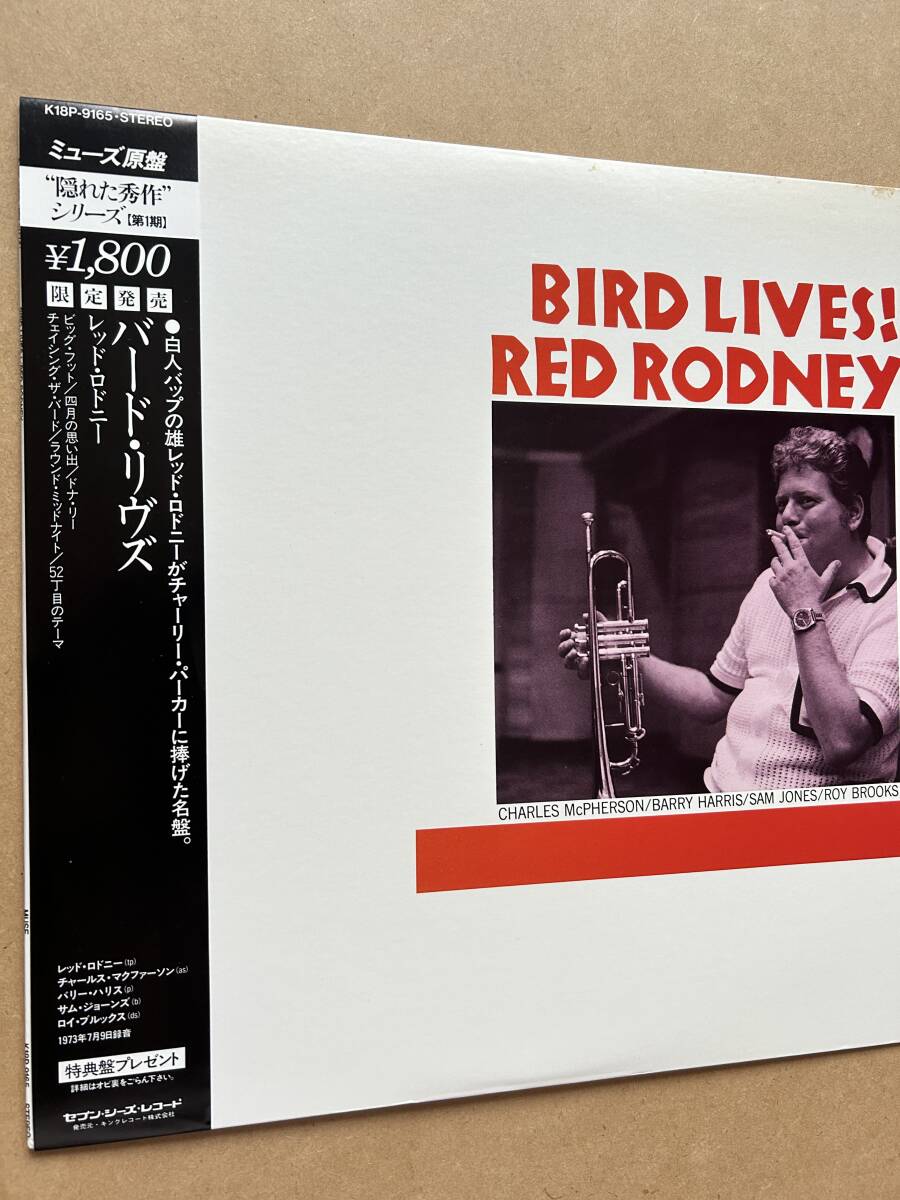 K18P-9165・STEREO
ミューズ原盤
“隠れた秀作”
シリーズ【第1期】
¥1,800
限定発売
●白人バップの雄レッド・ロドニーがチャーリー・パーカーに捧げた名盤。
バード・リヴズ
レッド・ロドニー
ビッグ・フット/四月の思い出/ドナ・リー
チェイシング・ザ・バード/ラウンド・ミッドナイト/52丁目のテーマ
レッド・ロドニー(tp)
チャールス・マクファーソン(as)
バリー・ハリス(p)
サム・ジョーンズ(b)
ロイ・ブルックス(ds)
1973年7月9日録音
特典盤プレゼント
詳細はオビ裏をごらん下さい。
セブン・シーズ・レコード
発売元・キングレコード株式会社
BIRD LIVES!
RED RODNEY
CHARLES McPHERSON/BARRY HARRIS/SAM JONES/ROY BROOKS
MUSE
K18P-9165
STEREO